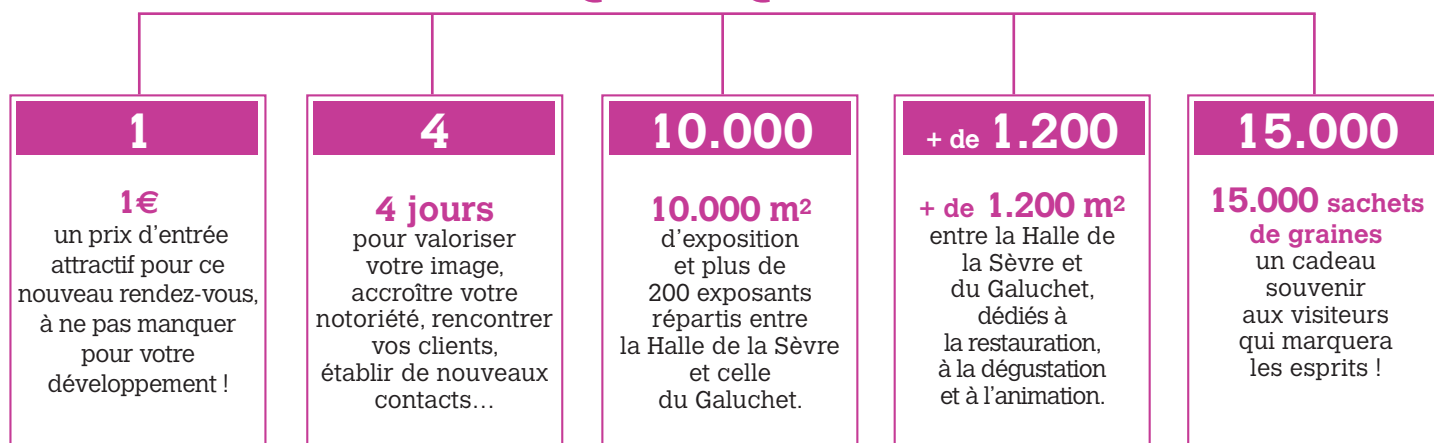 1
1€
un prix d'entrée
attractif pour ce
nouveau rendez-vous,
à ne pas manquer
pour votre
développement !
4
4 jours
pour valoriser
votre image,
accroître votre
notoriété, rencontrer
vos clients,
établir de nouveaux
contacts…
10.000
10.000 m²
d'exposition
et plus de
200 exposants
répartis entre
la Halle de la Sèvre
et celle
du Galuchet.
+ de 1.200
+ de 1.200 m²
entre la Halle de
la Sèvre et
du Galuchet,
dédiés à
la restauration,
à la dégustation
et à l'animation.
15.000
15.000 sachets
de graines
un cadeau
souvenir
aux visiteurs
qui marquera
les esprits !